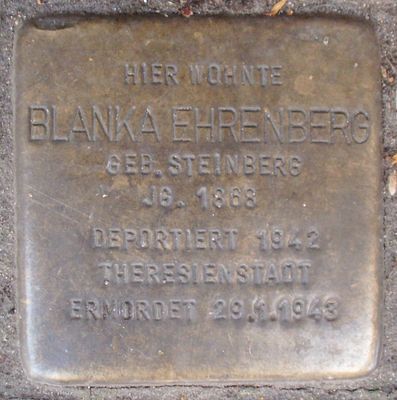 HIER WOHNTE
BLANKA EHRENBERG
GEB. STEINBERG
JG. 1868
DEPORTIERT 1942
THERESIENSTADT
ERMORDET 29.1.1943